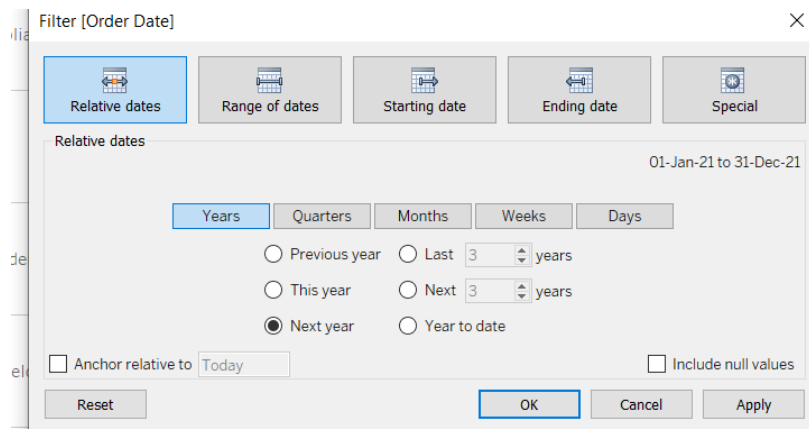 Filter [Order Date]
Relative dates
Range of dates
Starting date
Ending date
Special
Relative dates
01-Jan-21 to 31-Dec-21
Years
Quarters
Months
Weeks
Days
Previous year
Last 3 years
This year
Next 3 years
Next year
Year to date
Anchor relative to Today
Include null values
Reset
OK
Cancel
Apply